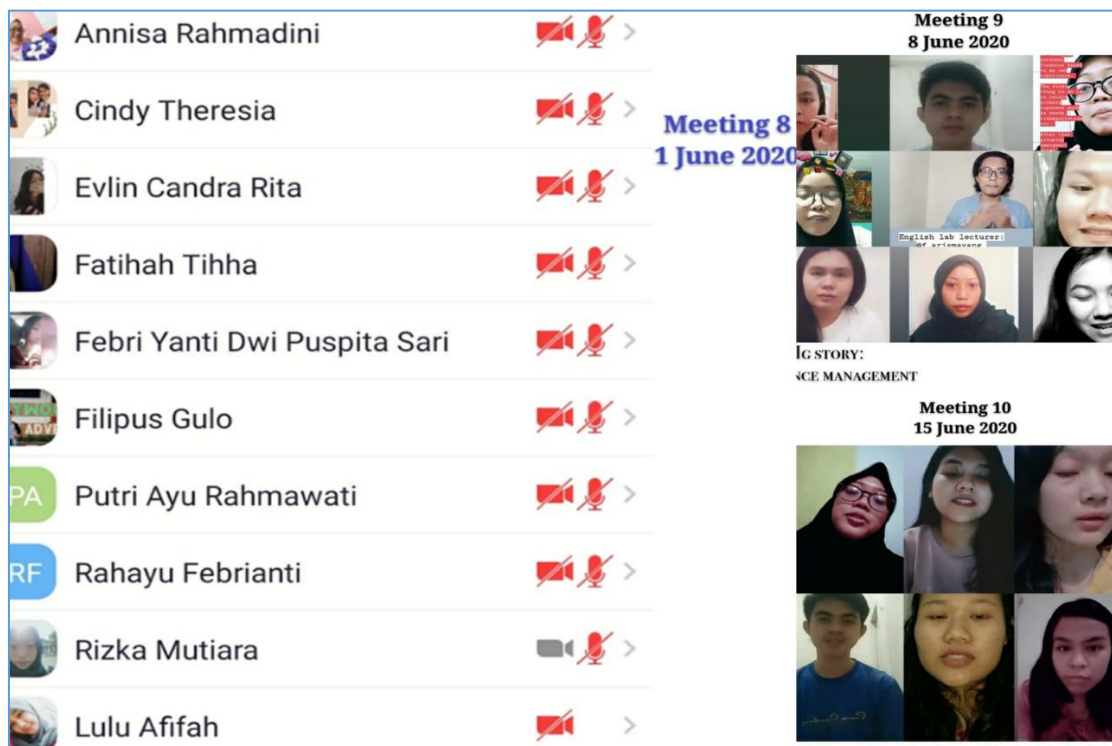 Annisa Rahmadini
Cindy Theresia
Evlin Candra Rita
Fatihah Tihha
Febri Yanti Dwi Puspita Sari
Filipus Gulo
PA
Putri Ayu Rahmawati
RF
Rahayu Febrianti
Rizka Mutiara
Lulu Afifah
Meeting 8
1 June 2020
Meeting 9
8 June 2020
English lab lecturer:
STORY:
MANAGEMENT
Meeting 10
15 June 2020